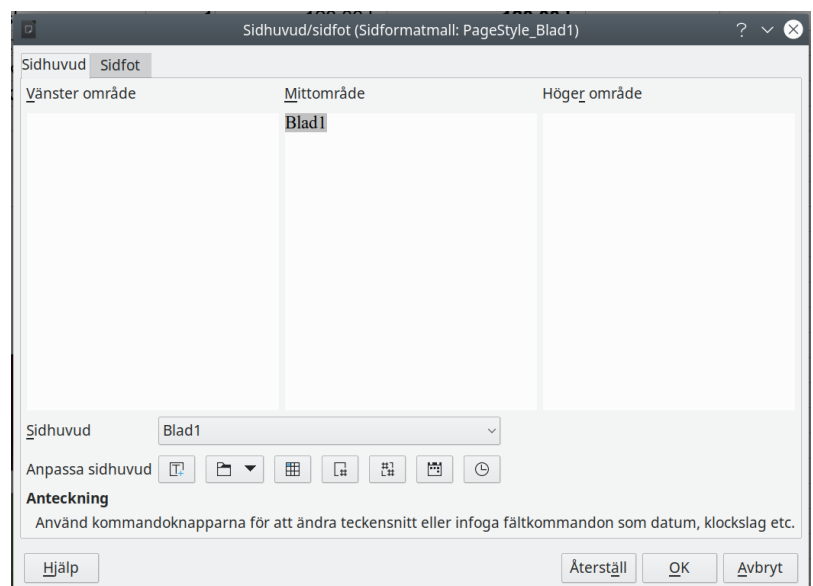 Sidhuvud/sidfot (Sidformatmall: PageStyle_Blad1)
Sidhuvud Sidfot
Vänster område Mittområde Höger område
Blad1
Sidhuvud Blad1
Anpassa sidhuvud
Anteckning
Använd kommandoknapparna för att ändra teckensnitt eller infoga fältkommandon som datum, klockslag etc.
Hjälp Återställ OK Avbryt